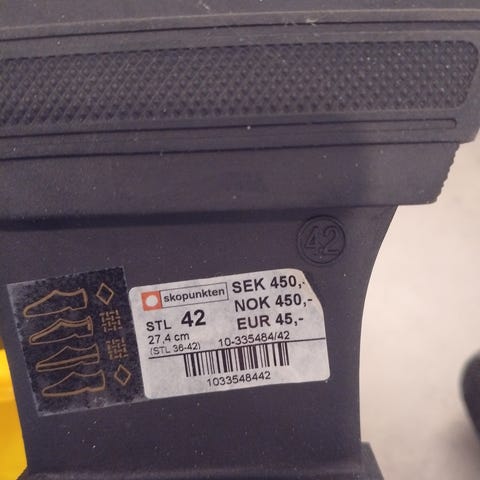 42
skopunkten
SEK 450,-
NOK 450,-
EUR 45,-
STL 42
27,4 cm
(STL 36-42)
10-335484/42
1033548442